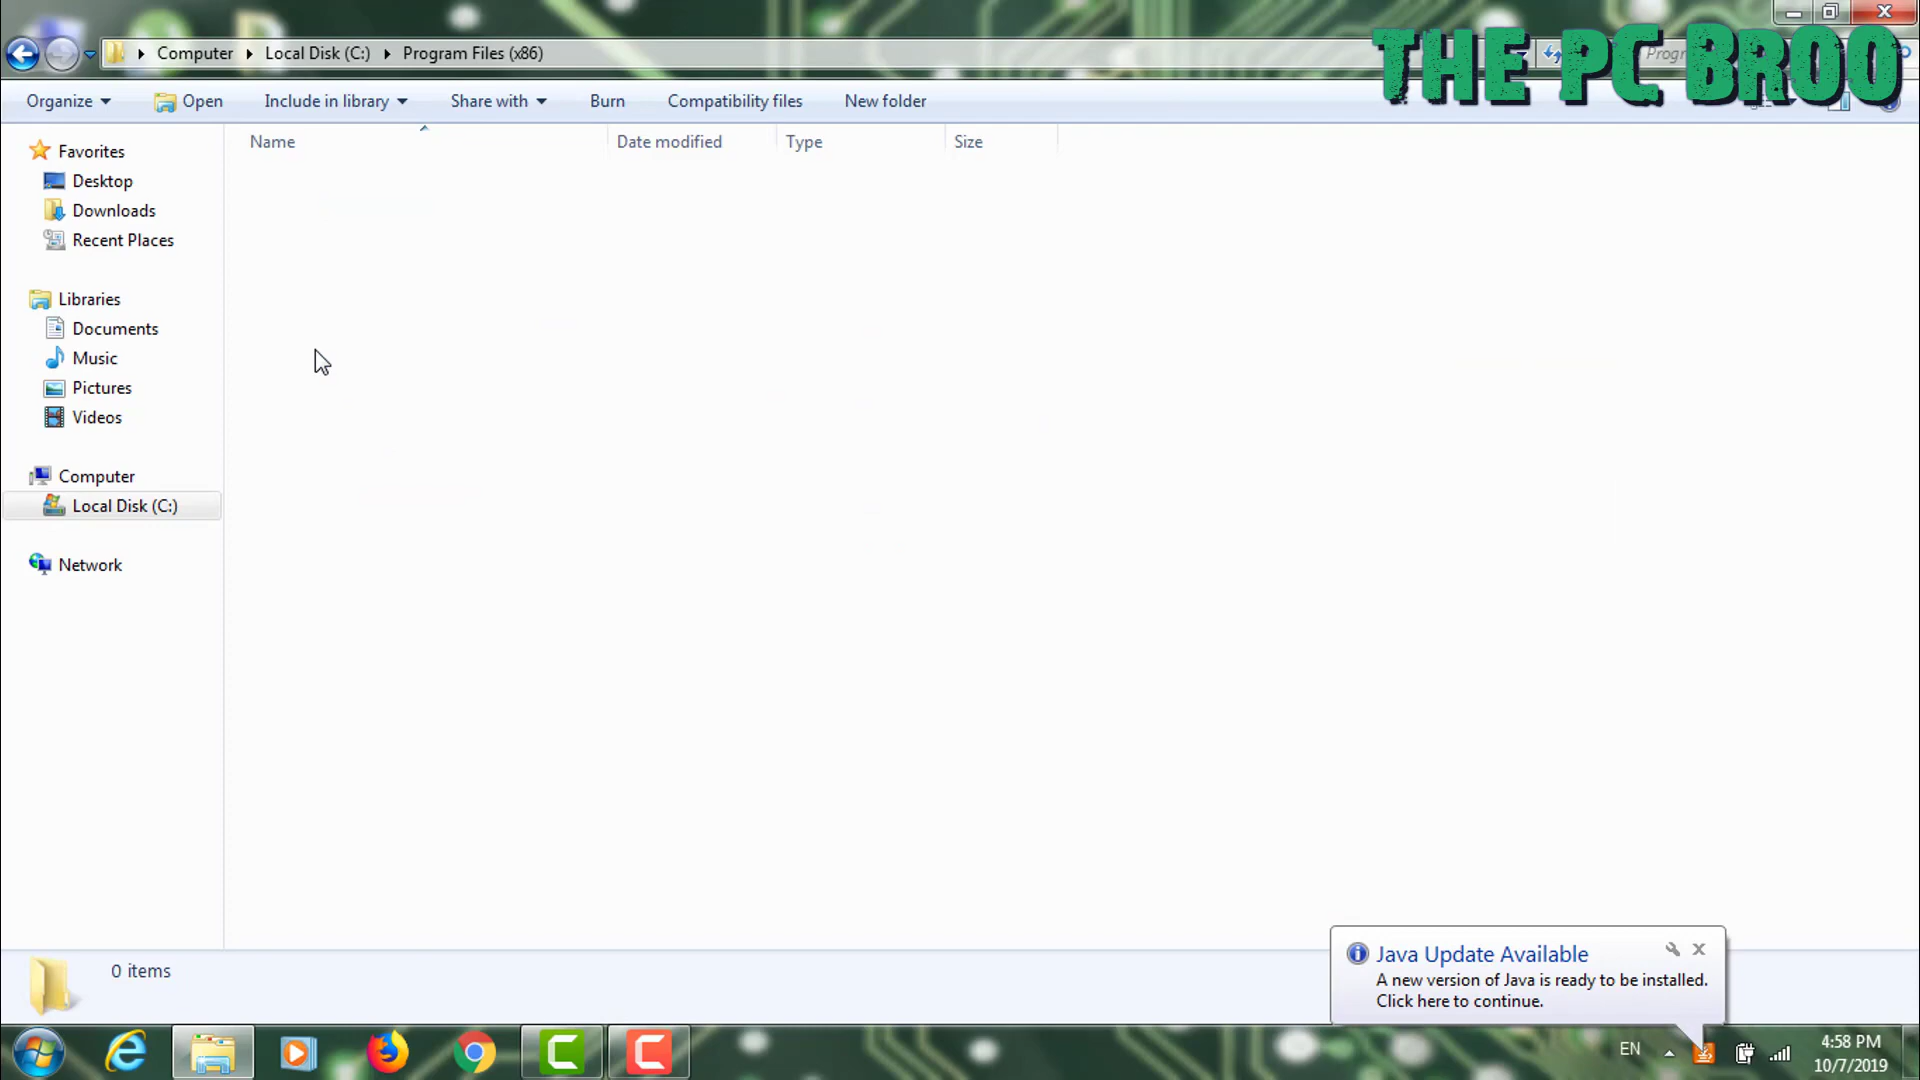 Computer Local Disk (C:) Program Files (x86)
THE PC BROO
Organize Open Include in library Share with Burn Compatibility files New folder
Name Date modified Type Size
Favorites
Desktop
Downloads
Recent Places
Libraries
Documents
Music
Pictures
Videos
Computer
Local Disk (C:)
Network
0 items
Java Update Available
A new version of Java is ready to be installed.
Click here to continue.
EN
4:58 PM
10/7/2019